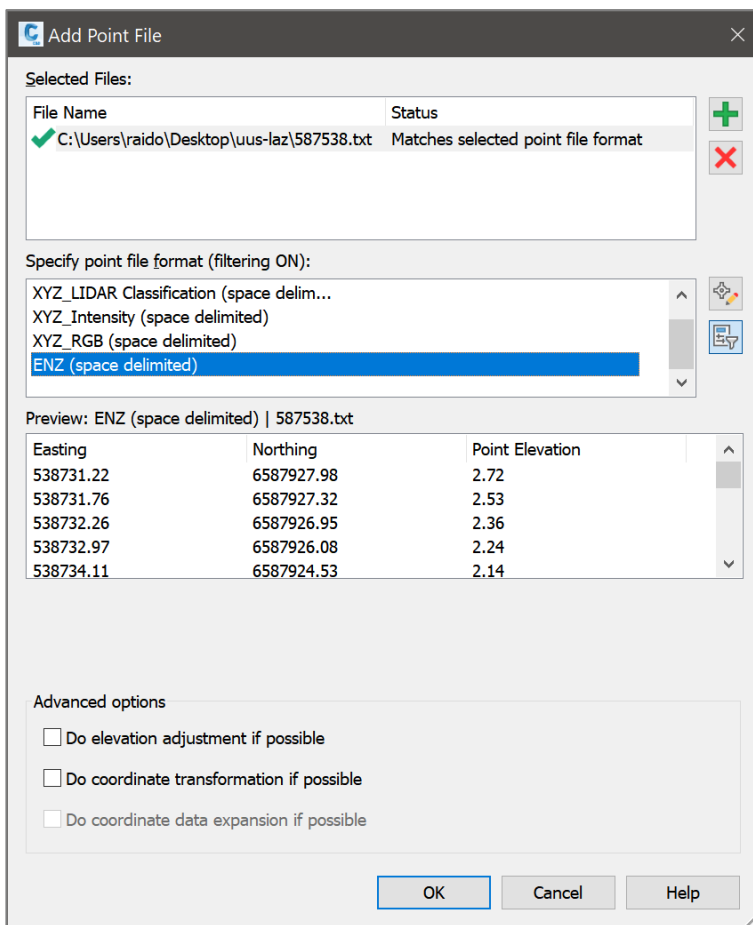 Add Point File
Selected Files:
File Name Status
C:\Users\raido\Desktop\uus-laz\587538.txt Matches selected point file format
Specify point file format (filtering ON):
XYZ_LIDAR Classification (space delim...
XYZ_Intensity (space delimited)
XYZ_RGB (space delimited)
ENZ (space delimited)
Preview: ENZ (space delimited) | 587538.txt
Easting Northing Point Elevation
538731.22 6587927.98 2.72
538731.76 6587927.32 2.53
538732.26 6587926.95 2.36
538732.97 6587926.08 2.24
538734.11 6587924.53 2.14
Advanced options
Do elevation adjustment if possible
Do coordinate transformation if possible
Do coordinate data expansion if possible
OK Cancel Help